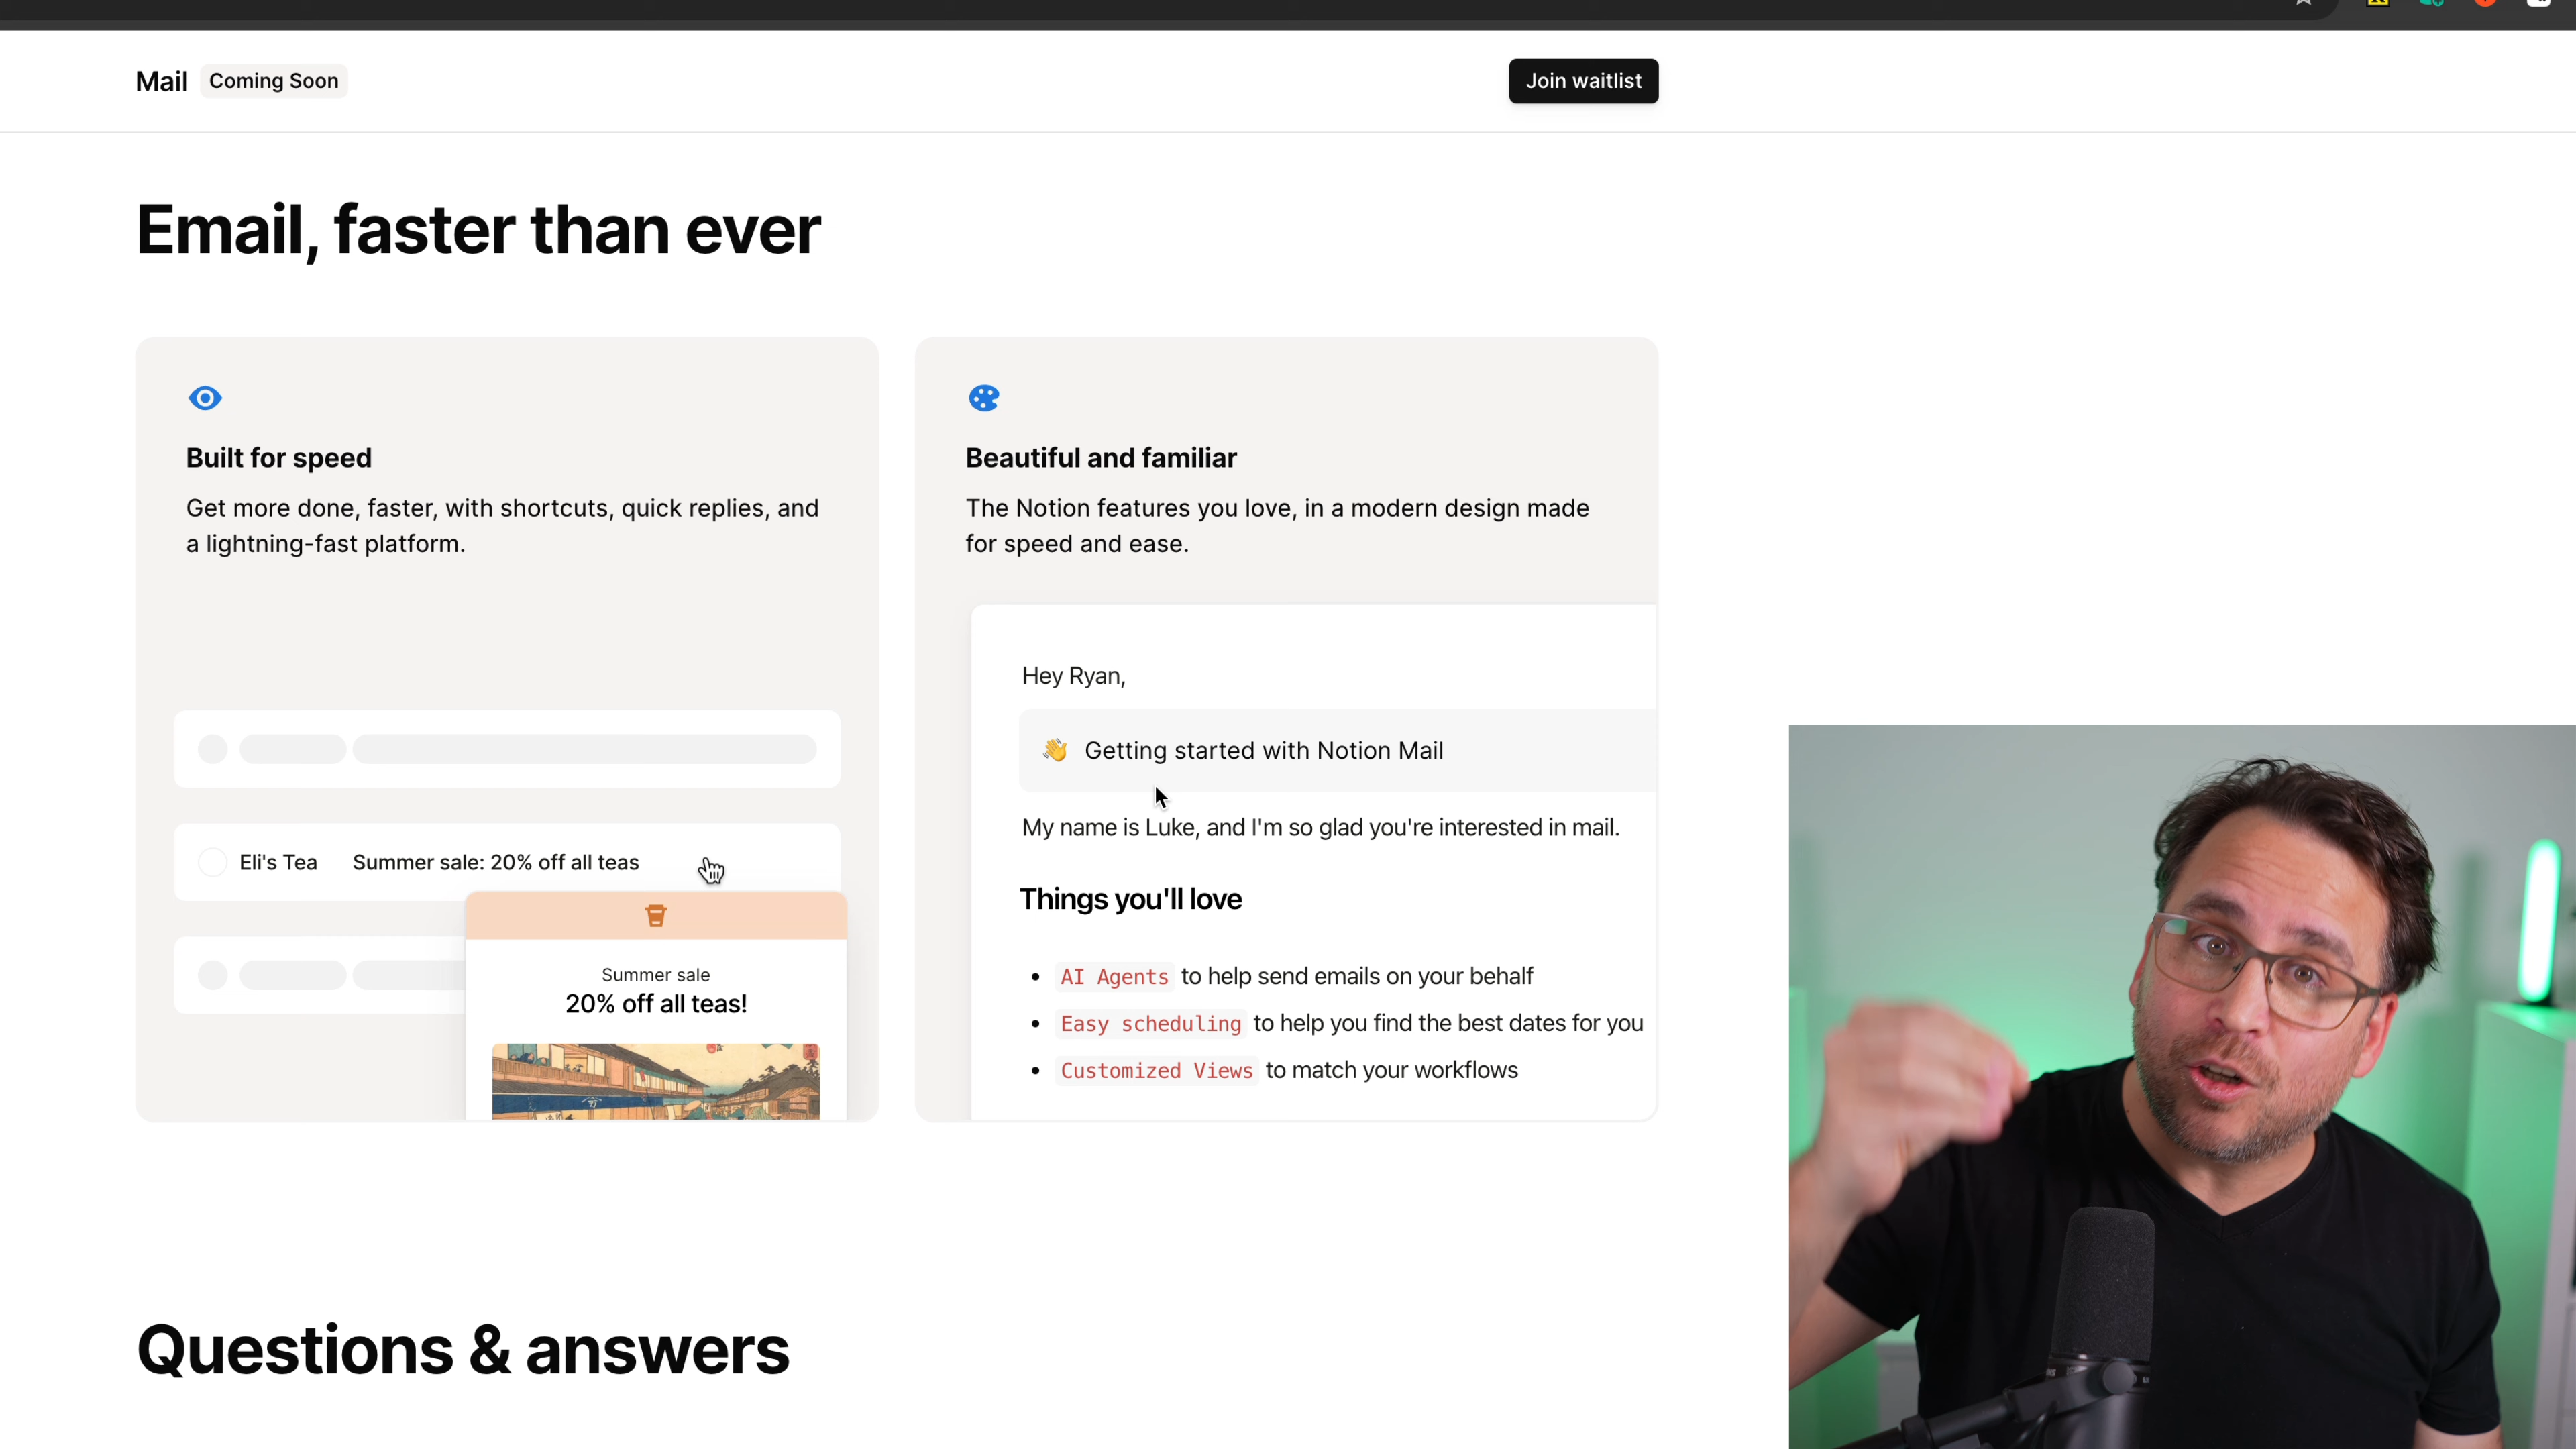 Mail Coming Soon
Join waitlist
Email, faster than ever
Built for speed
Get more done, faster, with shortcuts, quick replies, and
a lightning-fast platform.
Eli's Tea Summer sale: 20% off all teas
Summer sale
20% off all teas!
Beautiful and familiar
The Notion features you love, in a modern design made
for speed and ease.
Hey Ryan,
👋 Getting started with Notion Mail
My name is Luke, and I'm so glad you're interested in mail.
Things you'll love
• AI Agents to help send emails on your behalf
• Easy scheduling to help you find the best dates for you
• Customized Views to match your workflows
Questions & answers